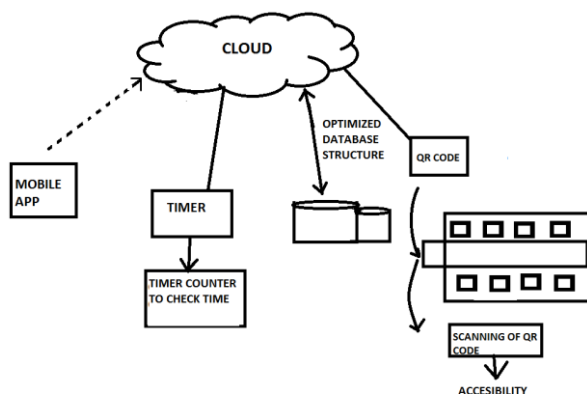 CLOUD
OPTIMIZED
DATABASE
STRUCTURE
QR CODE
MOBILE
APP
TIMER
TIMER COUNTER
TO CHECK TIME
SCANNING OF QR
CODE
ACCESIBILITY